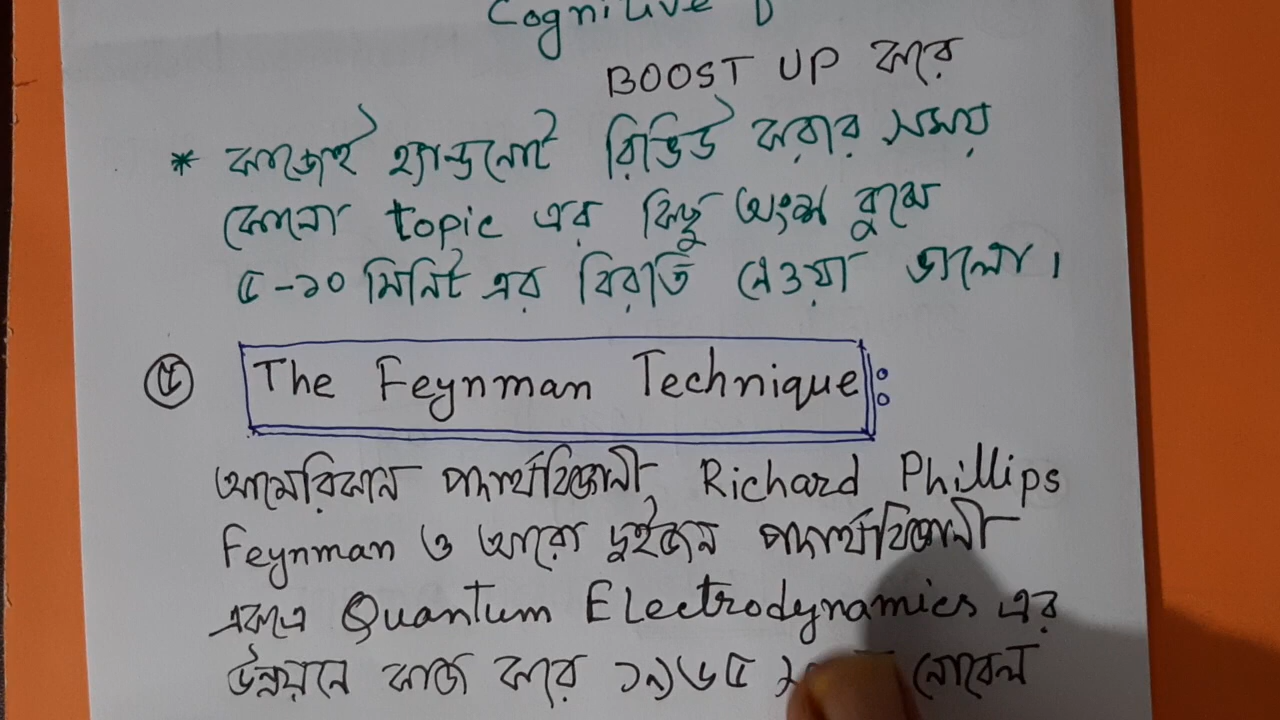 Cognitive
BOOST UP করে
* কাজেই হ্যান্ডনোট রিভিউ করার সময়
কোনো topic এর কিছু অংশ বুঝে
৫-১০ মিনিট এর বিরতি নেওয়া ভালো।
৫ The Feynman Technique:
আমেরিকান পদার্থবিজ্ঞানী Richard Phillips
Feynman ও আরো দুইজন পদার্থবিজ্ঞানী
একত্রে Quantum Electrodynamics এর
উন্নয়নে কাজ করে ১৯৬৫ নোবেল